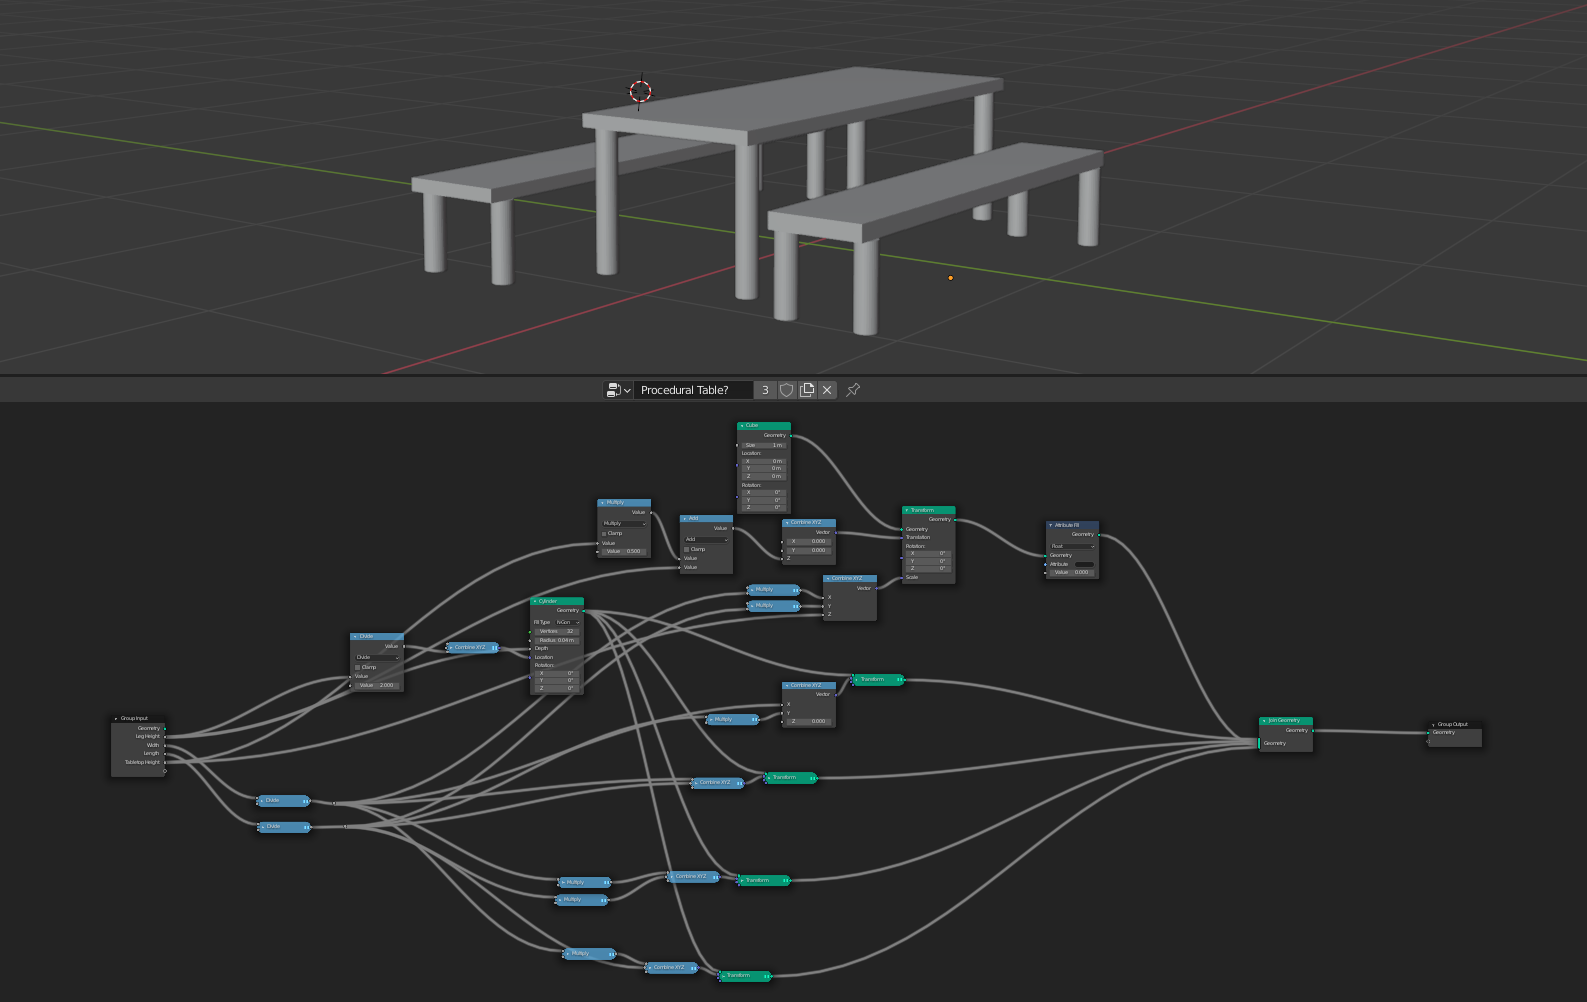 Procedural Table?
3
Cube
Geometry
Size 1 m
Location:
X 0 m
Y 0 m
Z 0 m
Rotation:
X 0°
Y 0°
Z 0°
Multiply
Value
Multiply
Clamp
Value
Value 0.500
Add
Value
Add
Clamp
Value
Value
Combine XYZ
Vector
X 0.000
Y 0.000
Z
Transform
Geometry
Geometry
Translation
Rotation:
X 0°
Y 0°
Z 0°
Scale
Attribute Fill
Geometry
Float
Geometry
Attribute
Value 0.000
Multiply
Multiply
Combine XYZ
Vector
X
Y
Z
Cylinder
Geometry
Fill Type N-Gon
Vertices 32
Radius 0.04 m
Depth
Location
Rotation:
X 0°
Y 0°
Z 0°
Divide
Value
Divide
Clamp
Value
Value 2.000
Combine XYZ
Transform
Combine XYZ
Vector
X
Y
Z 0.000
Multiply
Group Input
Geometry
Leg Height
Width
Length
Tabletop Height
Join Geometry
Geometry
Geometry
Group Output
Geometry
Combine XYZ
Transform
Divide
Divide
Multiply
Multiply
Combine XYZ
Transform
Multiply
Combine XYZ
Transform